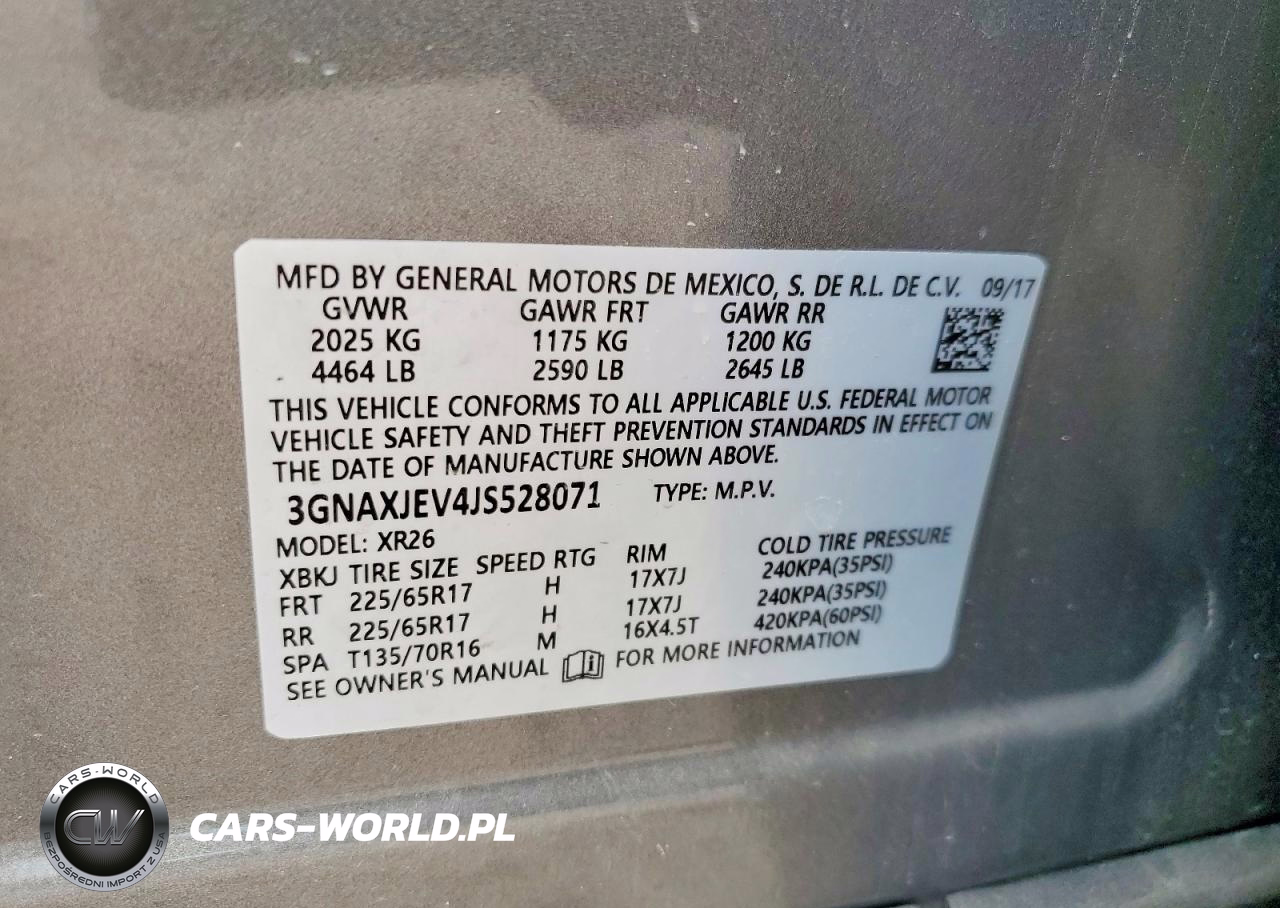 MFD BY GENERAL MOTORS DE MEXICO, S. DE R.L. DE C.V. 09/17
GVWR GAWR FRT GAWR RR
2025 KG 1175 KG 1200 KG
4464 LB 2590 LB 2645 LB
THIS VEHICLE CONFORMS TO ALL APPLICABLE U.S. FEDERAL MOTOR
VEHICLE SAFETY AND THEFT PREVENTION STANDARDS IN EFFECT ON
THE DATE OF MANUFACTURE SHOWN ABOVE.
3GNAXJEV4JS528071 TYPE: M.P.V.
MODEL: XR26
XBKJ TIRE SIZE SPEED RTG RIM COLD TIRE PRESSURE
FRT 225/65R17 H 17X7J 240KPA(35PSI)
RR 225/65R17 H 17X7J 240KPA(35PSI)
SPA T135/70R16 M 16X4.5T 420KPA(60PSI)
SEE OWNER'S MANUAL FOR MORE INFORMATION
CARS-WORLD
CW
BEZPOŚREDNI IMPORT Z USA
CARS-WORLD.PL